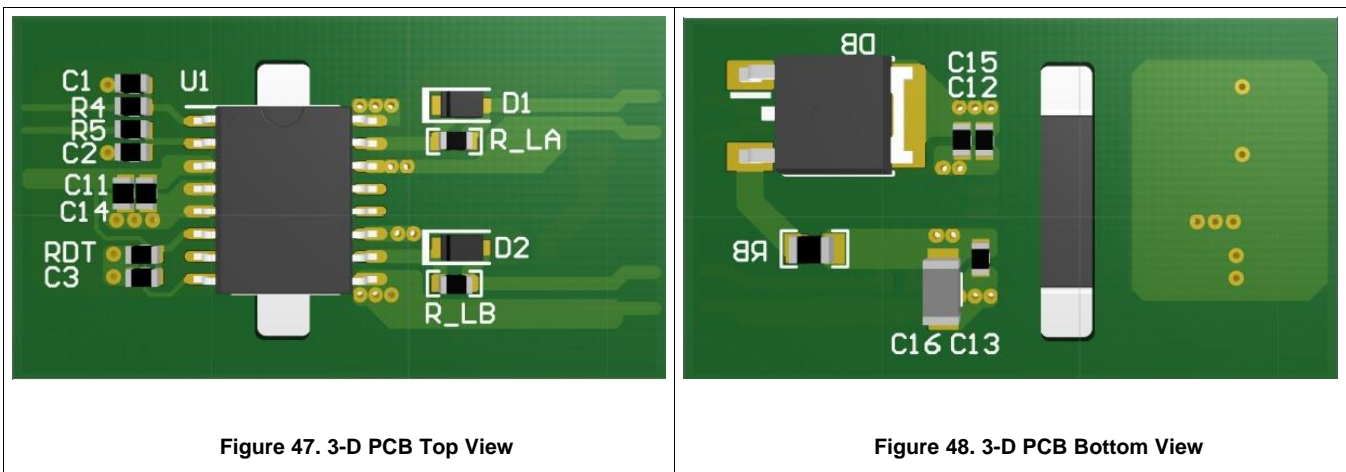 C1
U1
R4
R5
C2
C11
C14
RDT
C3
D1
R_LA
D2
R_LB
Figure 47. 3-D PCB Top View
DB
C15
C12
RB
C16 C13
Figure 48. 3-D PCB Bottom View